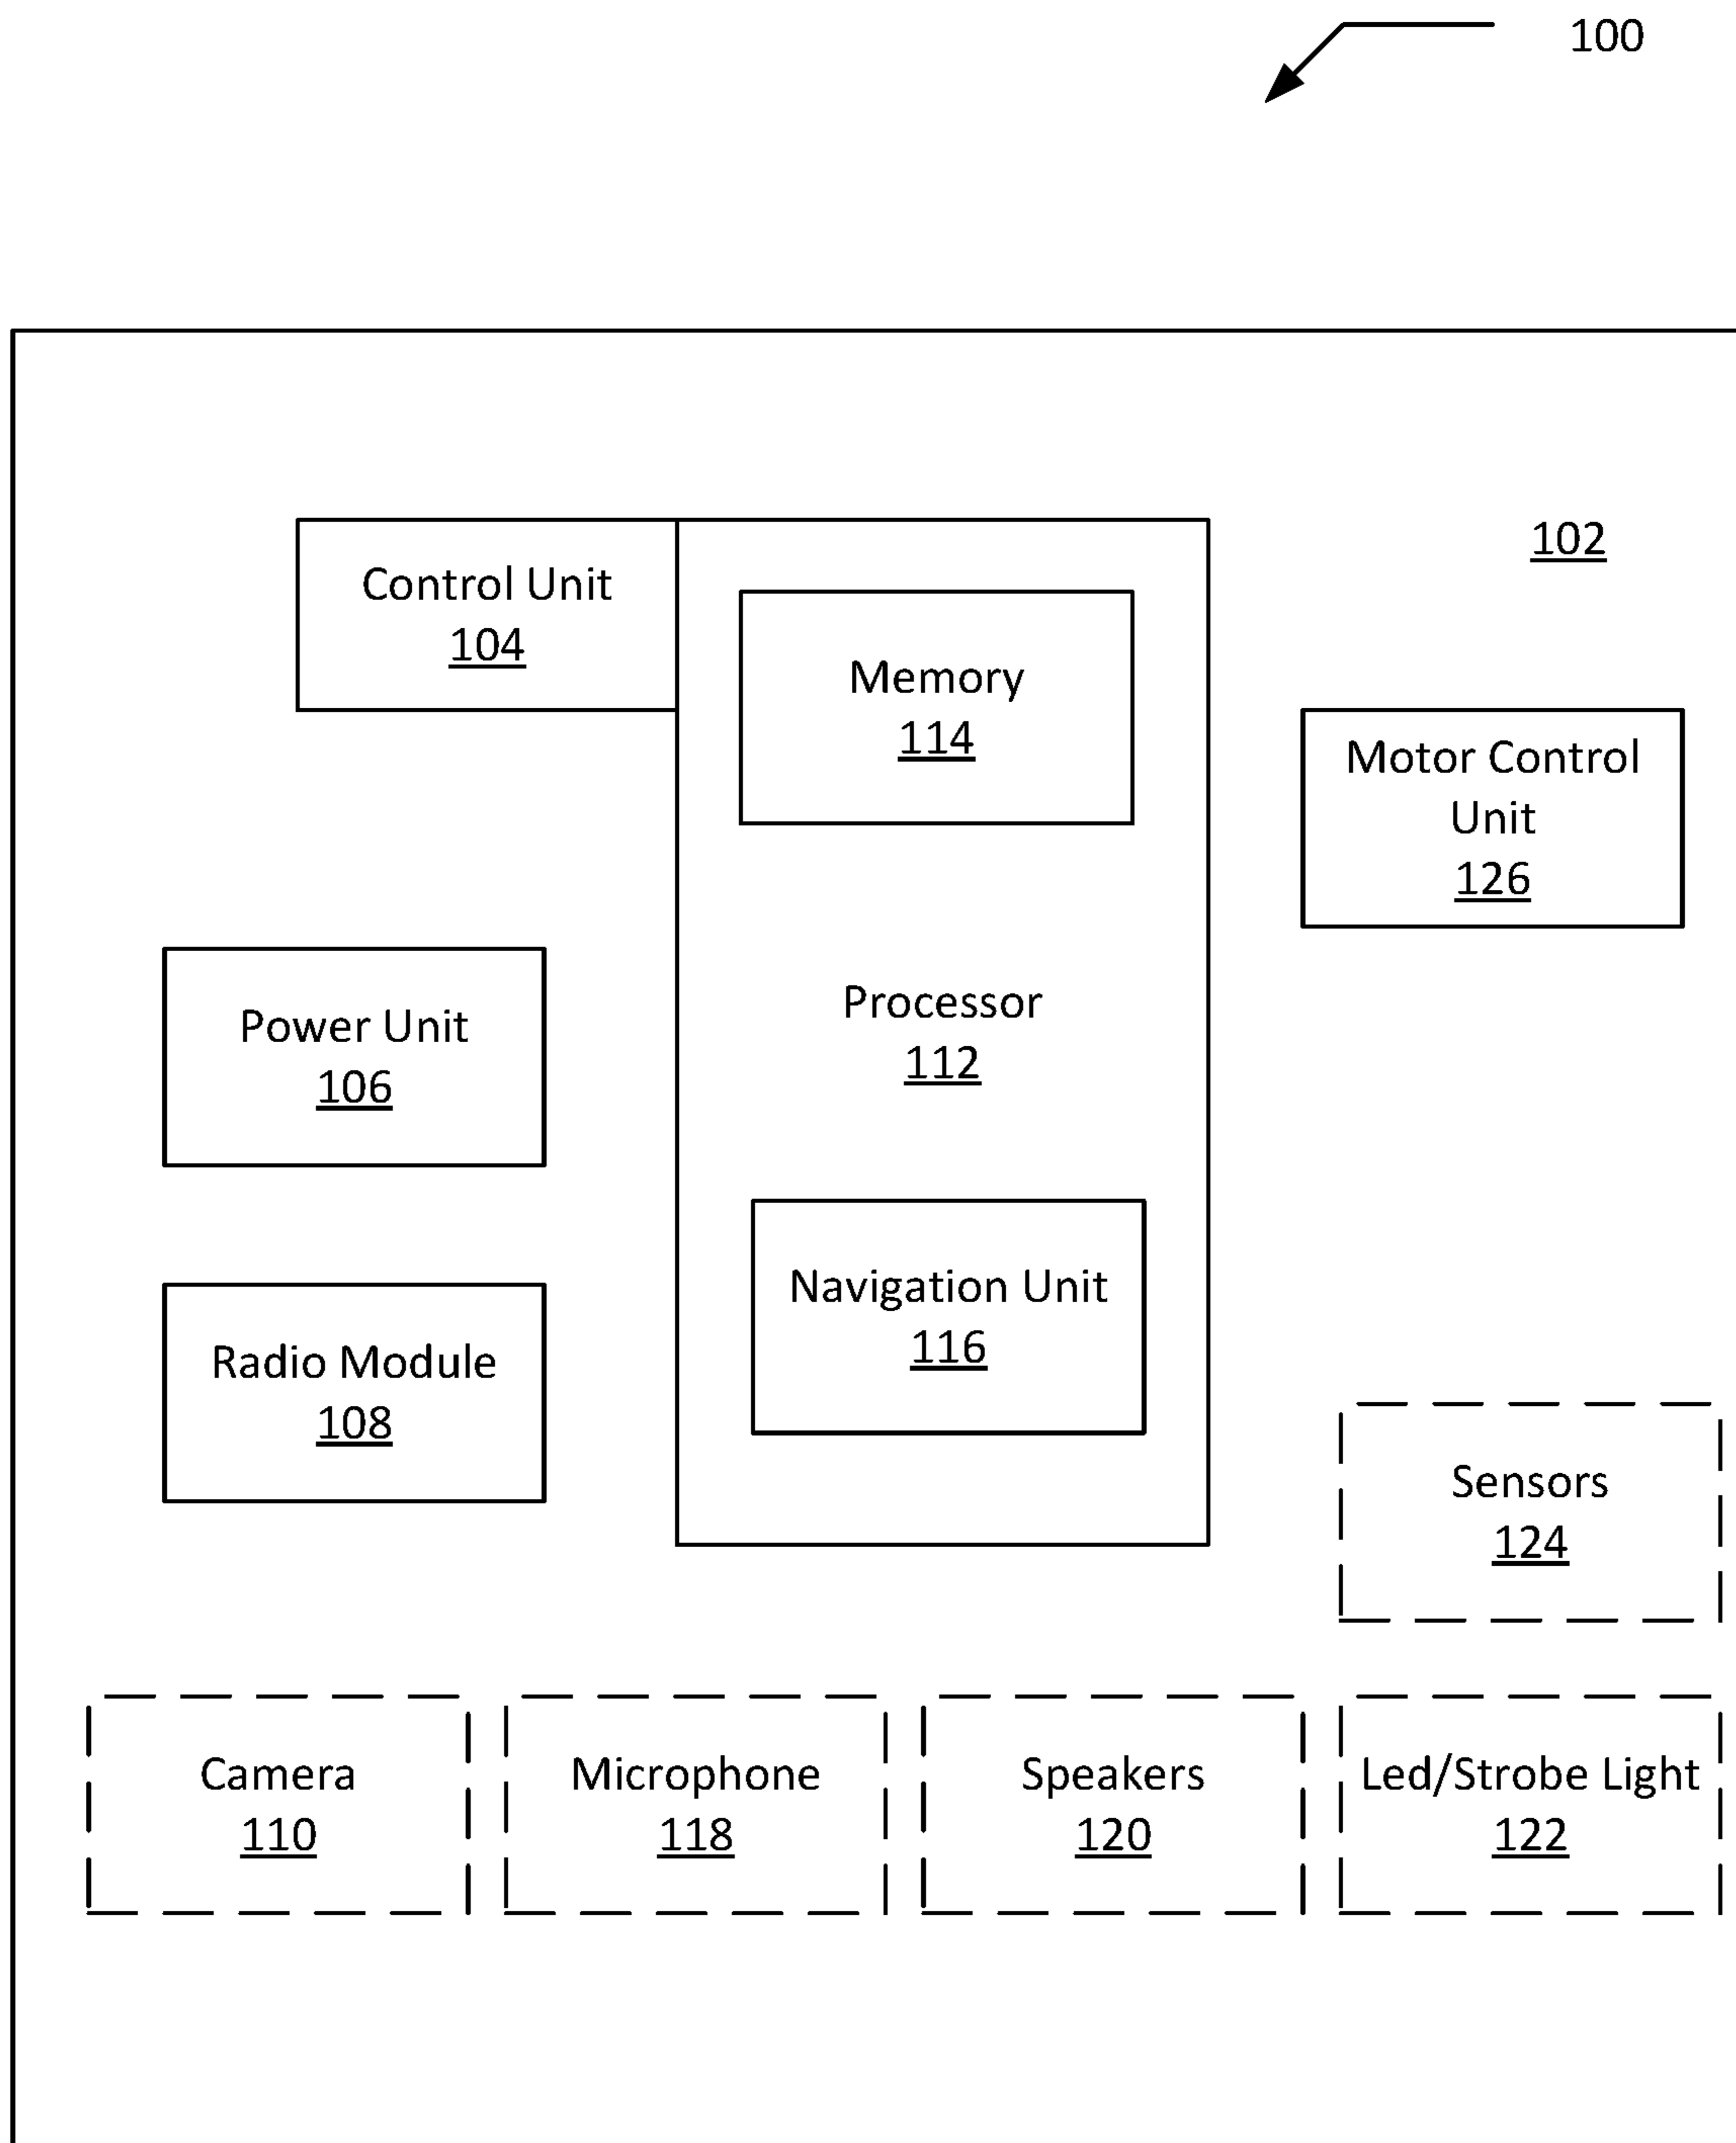 100
102
Control Unit
104
Memory
114
Motor Control
Unit
126
Processor
112
Power Unit
106
Navigation Unit
116
Radio Module
108
Sensors
124
Camera
110
Microphone
118
Speakers
120
Led/Strobe Light
122